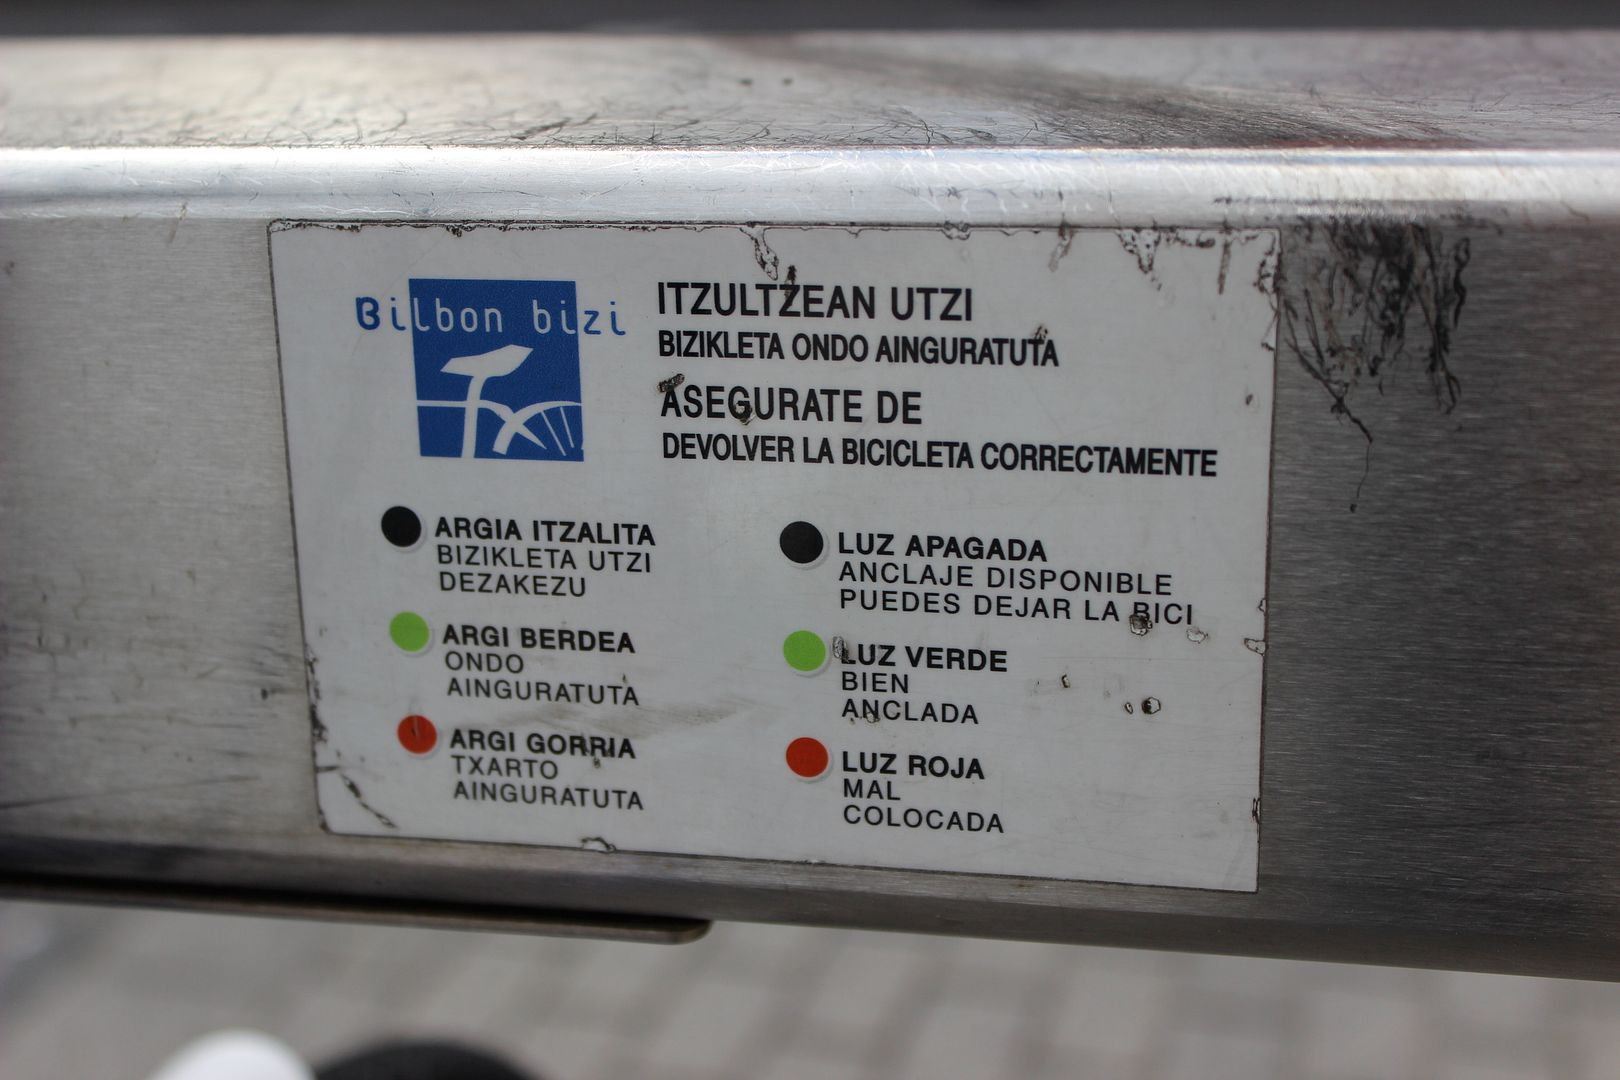 Bilbon bizi
ITZULTZEAN UTZI
BIZIKLETA ONDO AINGURATUTA
ASEGURATE DE
DEVOLVER LA BICICLETA CORRECTAMENTE
ARGIA ITZALITA
BIZIKLETA UTZI
DEZAKEZU
ARGI BERDEA
ONDO
AINGURATUTA
ARGI GORRIA
TXARTO
AINGURATUTA
LUZ APAGADA
ANCLAJE DISPONIBLE
PUEDES DEJAR LA BICI
LUZ VERDE
BIEN
ANCLADA
LUZ ROJA
MAL
COLOCADA